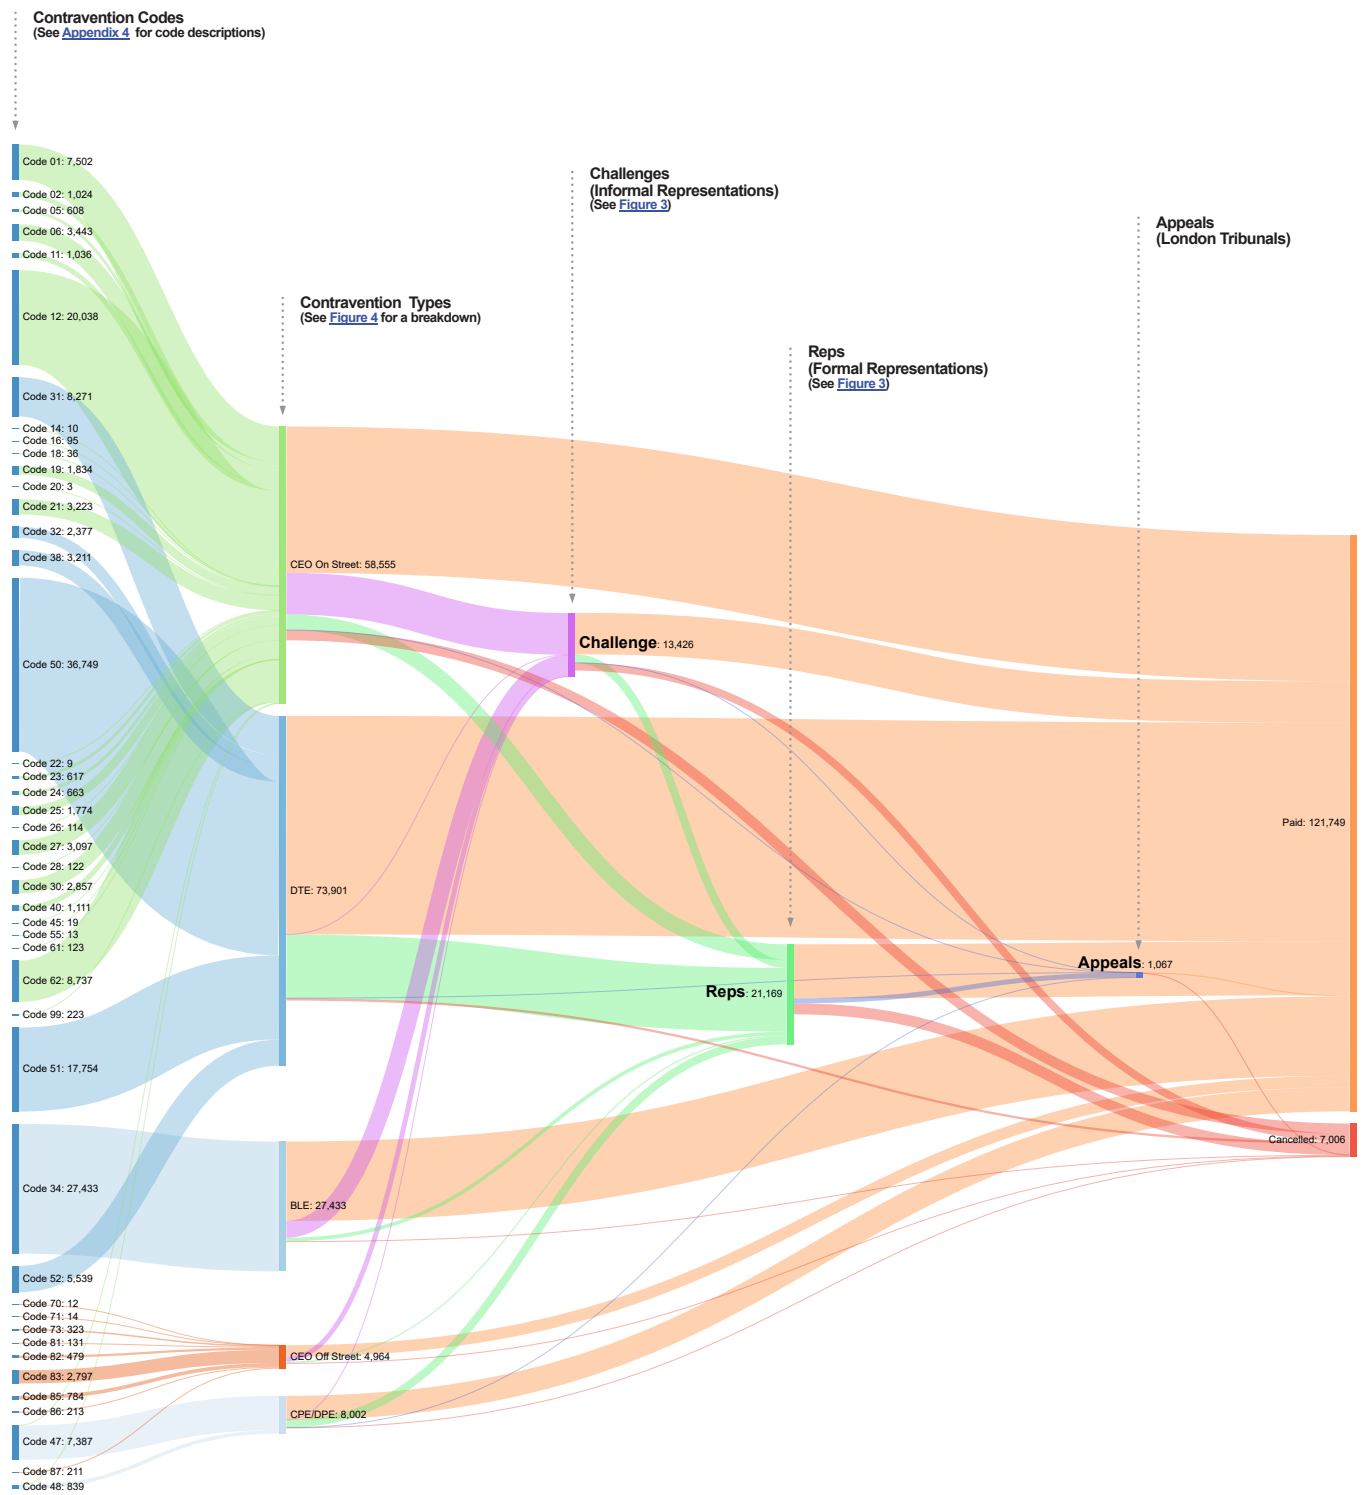 Contravention Codes
(See Appendix 4 for code descriptions)
Code 01: 7,502
Code 02: 1,024
Code 05: 608
Code 06: 3,443
Code 11: 1,036
Code 12: 20,038
Code 31: 8,271
Code 14: 10
Code 16: 95
Code 18: 36
Code 19: 1,834
Code 20: 3
Code 21: 3,223
Code 32: 2,377
Code 38: 3,211
Code 50: 36,749
Code 22: 9
Code 23: 617
Code 24: 663
Code 25: 1,774
Code 26: 114
Code 27: 3,097
Code 28: 122
Code 30: 2,857
Code 40: 1,111
Code 45: 19
Code 55: 13
Code 61: 123
Code 62: 8,737
Code 99: 223
Code 51: 17,754
Code 34: 27,433
Code 52: 5,539
Code 70: 12
Code 71: 14
Code 73: 323
Code 81: 131
Code 82: 479
Code 83: 2,797
Code 85: 784
Code 86: 213
Code 47: 7,387
Code 87: 211
Code 48: 839
Contravention Types
(See Figure 4 for a breakdown)
CEO On Street: 58,555
DTE: 73,901
BLE: 27,433
CEO Off Street: 4,964
CPE/DPE: 8,002
Challenges
(Informal Representations)
(See Figure 3)
Challenge: 13,426
Reps
(Formal Representations)
(See Figure 3)
Reps: 21,169
Appeals
(London Tribunals)
Appeals: 1,067
Paid: 121,749
Cancelled: 7,006